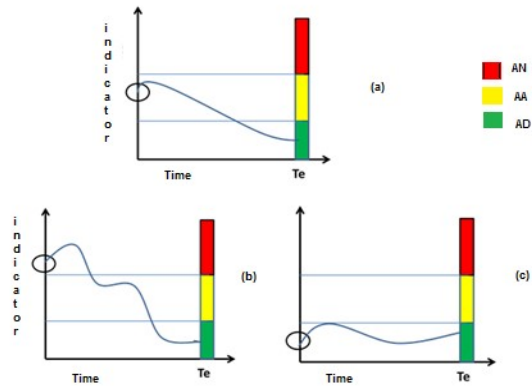 indicator
AN
AA
AD
(a)
Time
Te
indicator
(b)
(c)
Time
Te
Time
Te